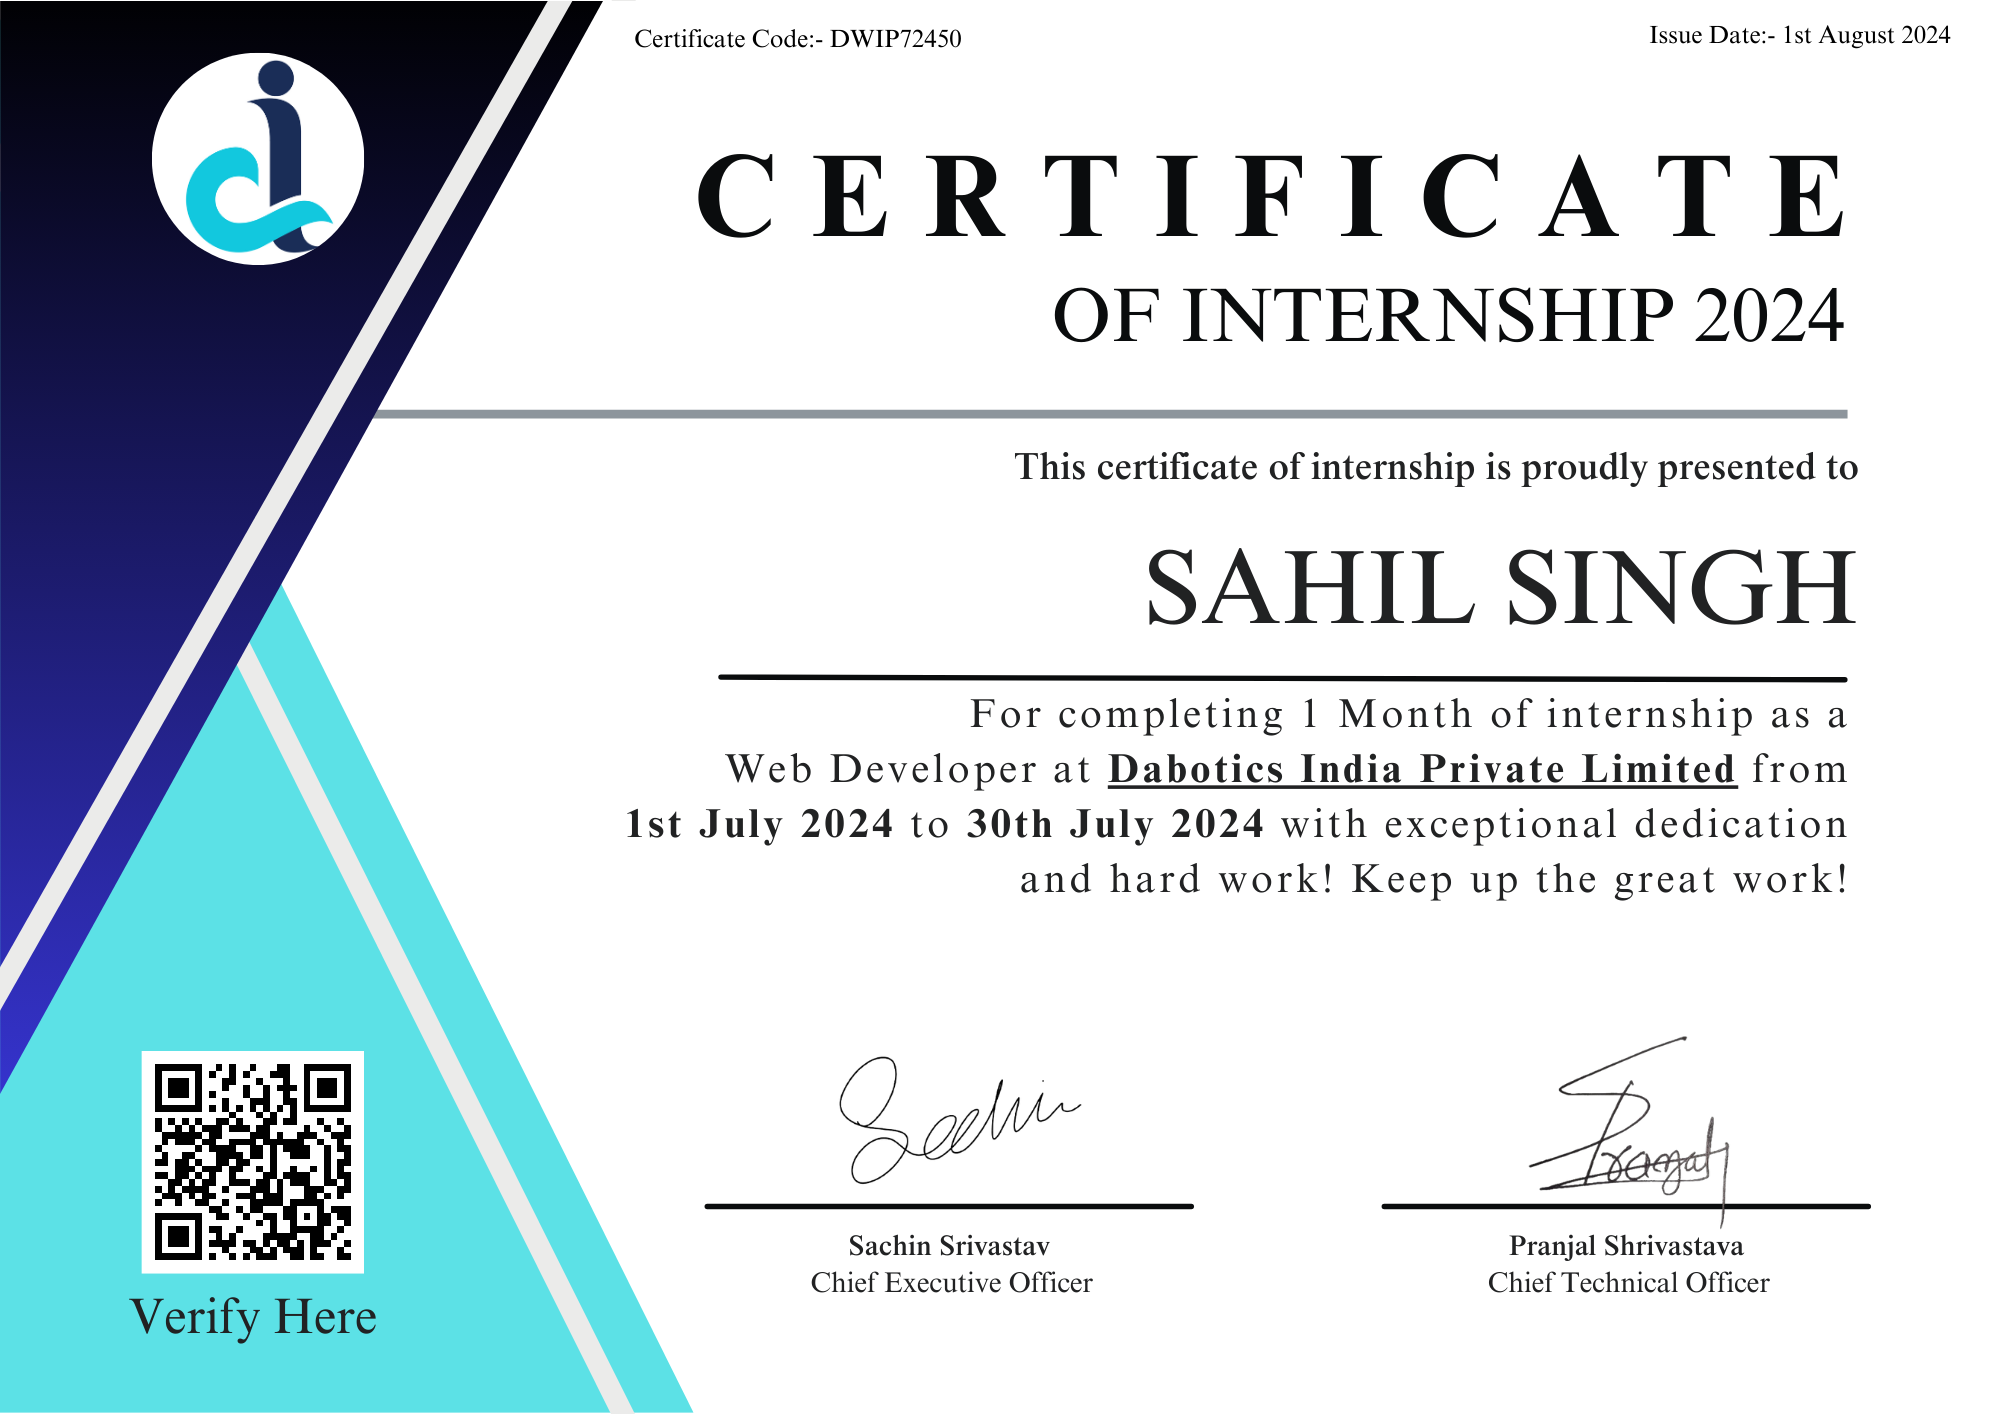 Certificate Code:- DWIP72450
Issue Date:- 1st August 2024
CERTIFICATE
OF INTERNSHIP 2024
This certificate of internship is proudly presented to
SAHIL SINGH
For completing 1 Month of internship as a
Web Developer at Dabotics India Private Limited from
1st July 2024 to 30th July 2024 with exceptional dedication
and hard work! Keep up the great work!
Sachin
Pranjal
Sachin Srivastav
Chief Executive Officer
Pranjal Shrivastava
Chief Technical Officer
Verify Here